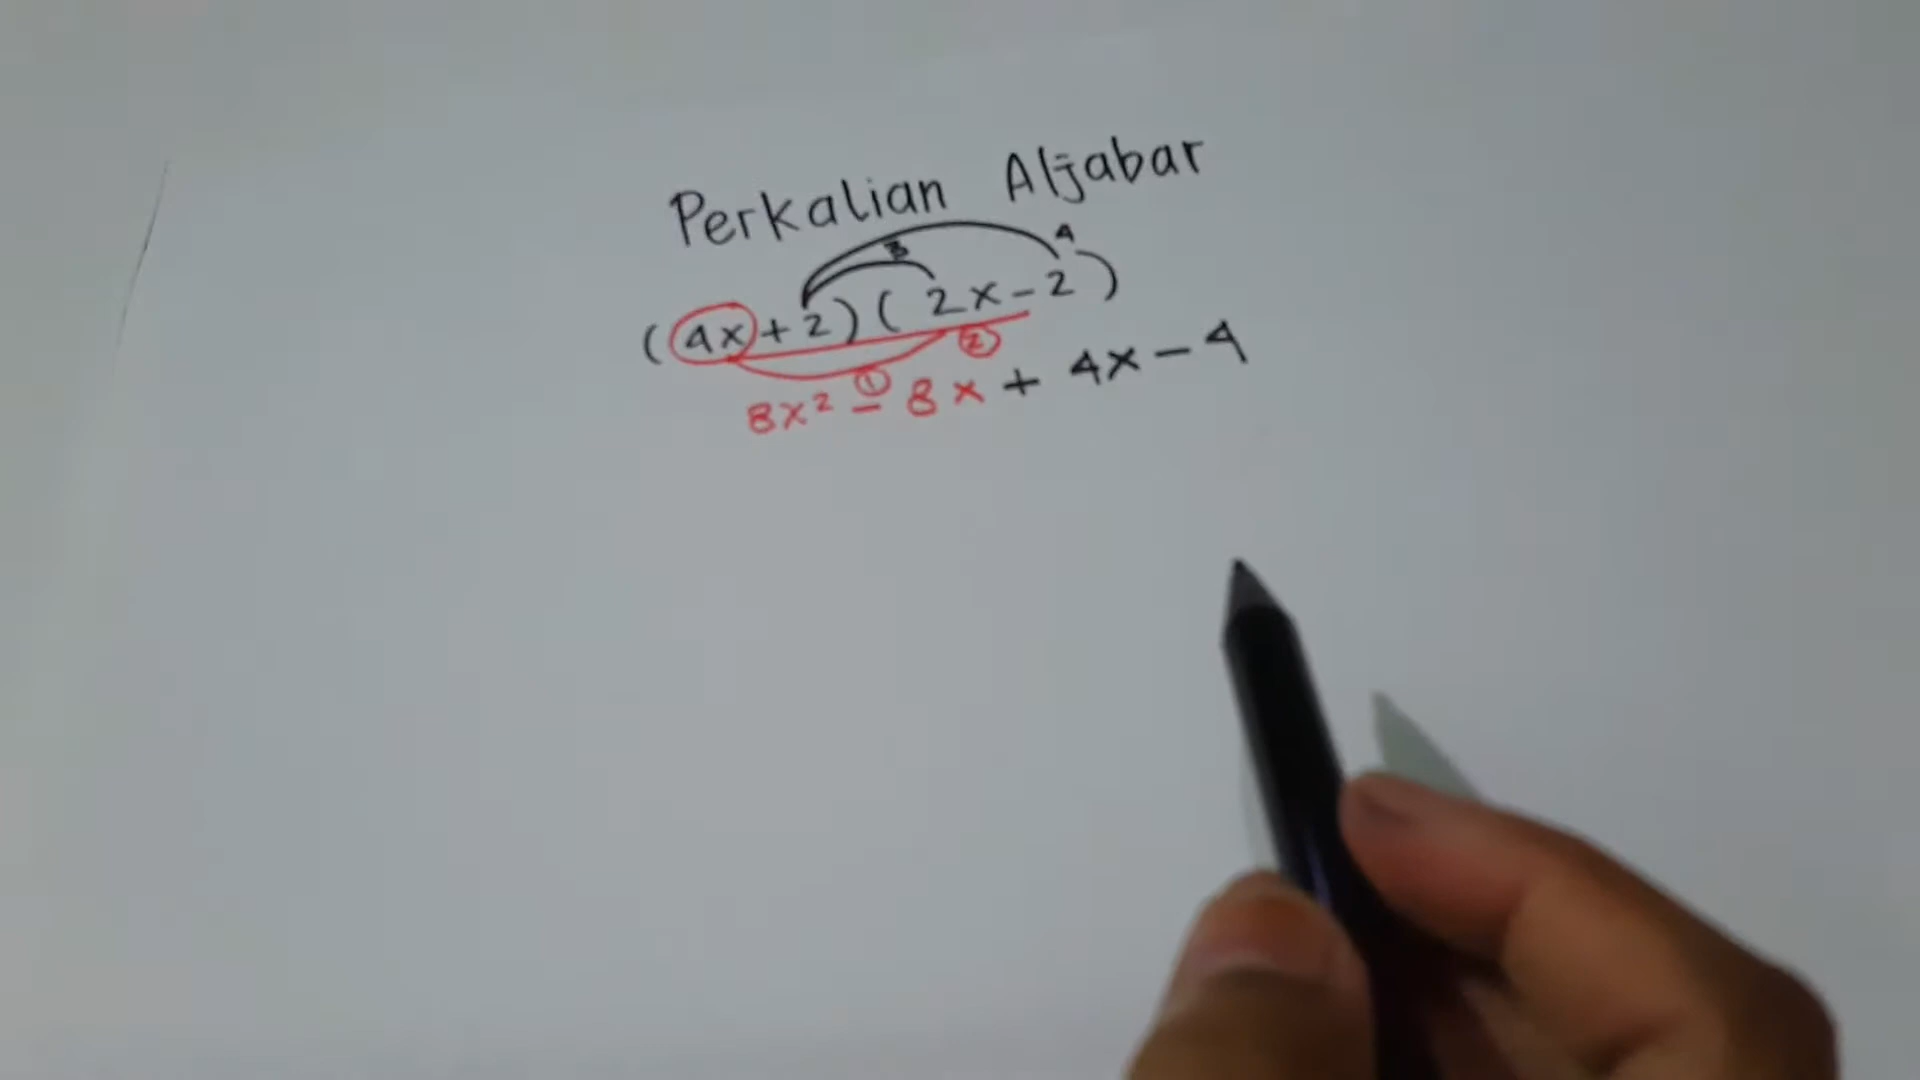 Perkalian Aljabar
3 4
(4x+2)(2x-2)
1 2
8x² - 8x + 4x - 4